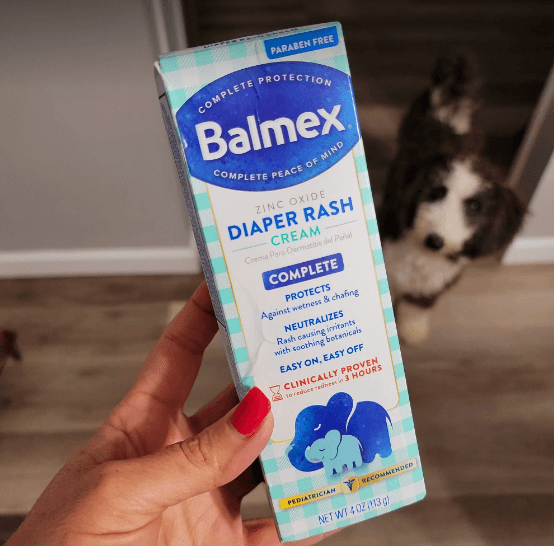 PARABEN FREE
COMPLETE PROTECTION
Balmex
COMPLETE PEACE OF MIND
ZINC OXIDE
DIAPER RASH
CREAM
Crema Para Dermatitis del Pañal
COMPLETE
PROTECTS
Against wetness & chafing
NEUTRALIZES
Rash causing irritants
with soothing botanicals
EASY ON, EASY OFF
CLINICALLY PROVEN
to reduce redness in 3 HOURS
PEDIATRICIAN RECOMMENDED
NET WT 4 OZ (113 g)